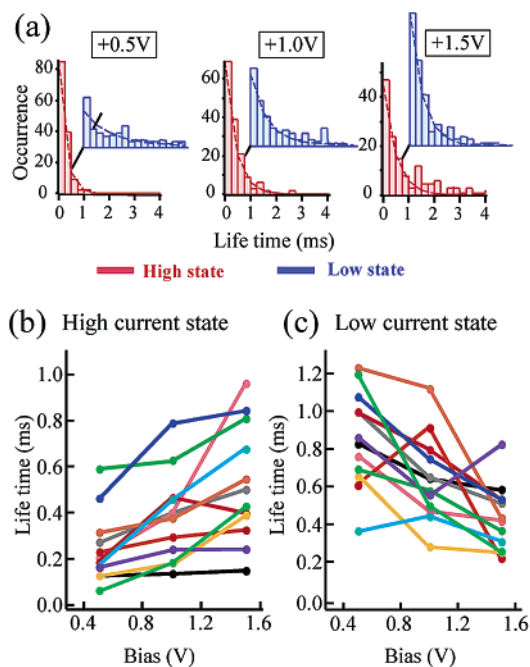 (a)
+0.5V
+1.0V
+1.5V
Occurrence
80
60
40
20
0
60
40
20
0
40
20
0
0 1 2 3 4
0 1 2 3 4
0 1 2 3 4
Life time (ms)
High state
Low state
(b) High current state
(c) Low current state
Life time (ms)
1.0
0.8
0.6
0.4
0.2
0.0
0.4 0.8 1.2 1.6
Bias (V)
Life time (ms)
1.2
1.0
0.8
0.6
0.4
0.2
0.0
0.4 0.8 1.2 1.6
Bias (V)